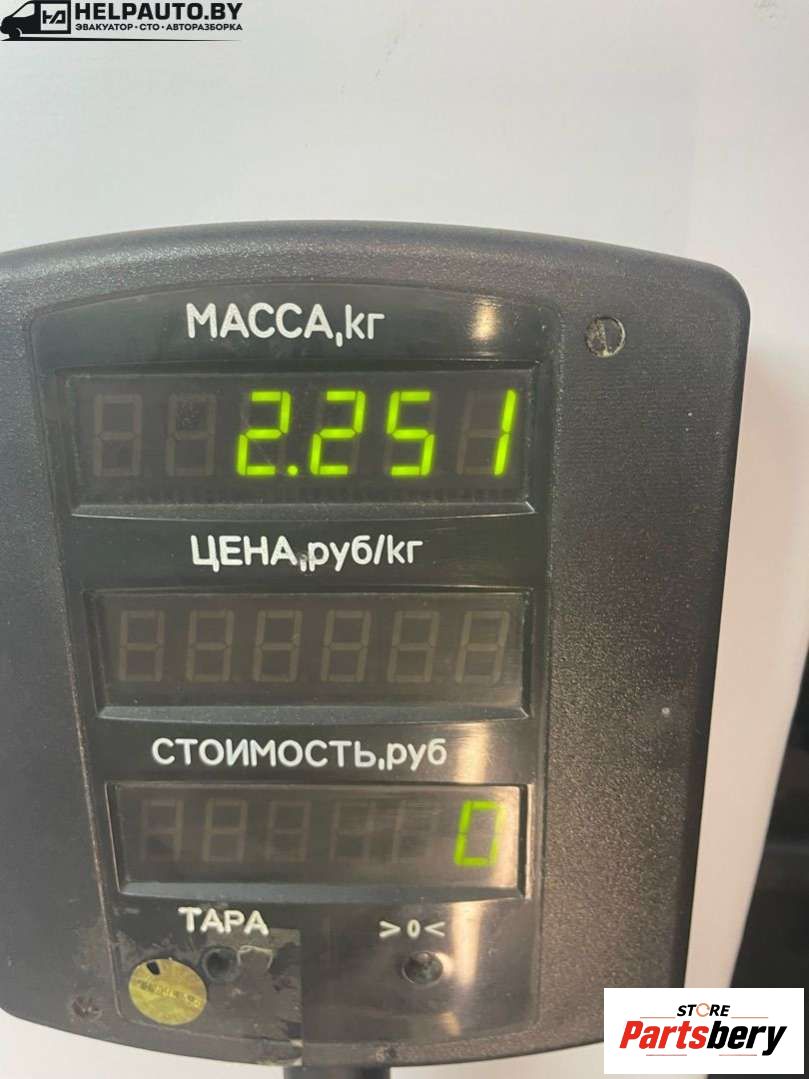 HELPAUTO.BY
ЭВАКУАТОР • СТО • АВТОРАЗБОРКА
МАССА,кг
2.251
ЦЕНА,руб/кг
СТОИМОСТЬ,руб
0
ТАРА >0<
STORE
Partsbery